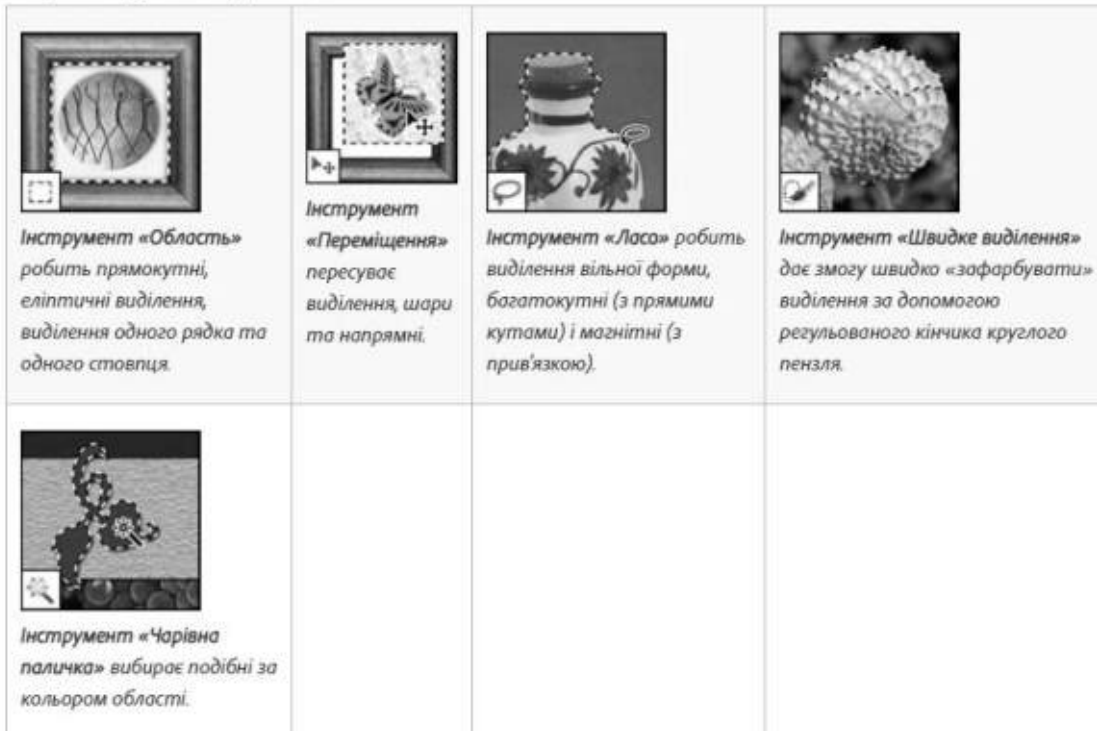 Інструмент «Область»
робить прямокутні,
еліптичні виділення,
виділення одного рядка та
одного стовпця.
Інструмент
«Переміщення»
пересуває
виділення, шари
та напрямні.
Інструмент «Ласо» робить
виділення вільної форми,
багатокутні (з прямими
кутами) і магнітні (з
прив'язкою).
Інструмент «Швидке виділення»
дає змогу швидко «зафарбувати»
виділення за допомогою
регульованого кінчика круглого
пензля.
Інструмент «Чарівна
паличка» вибирає подібні за
кольором області.